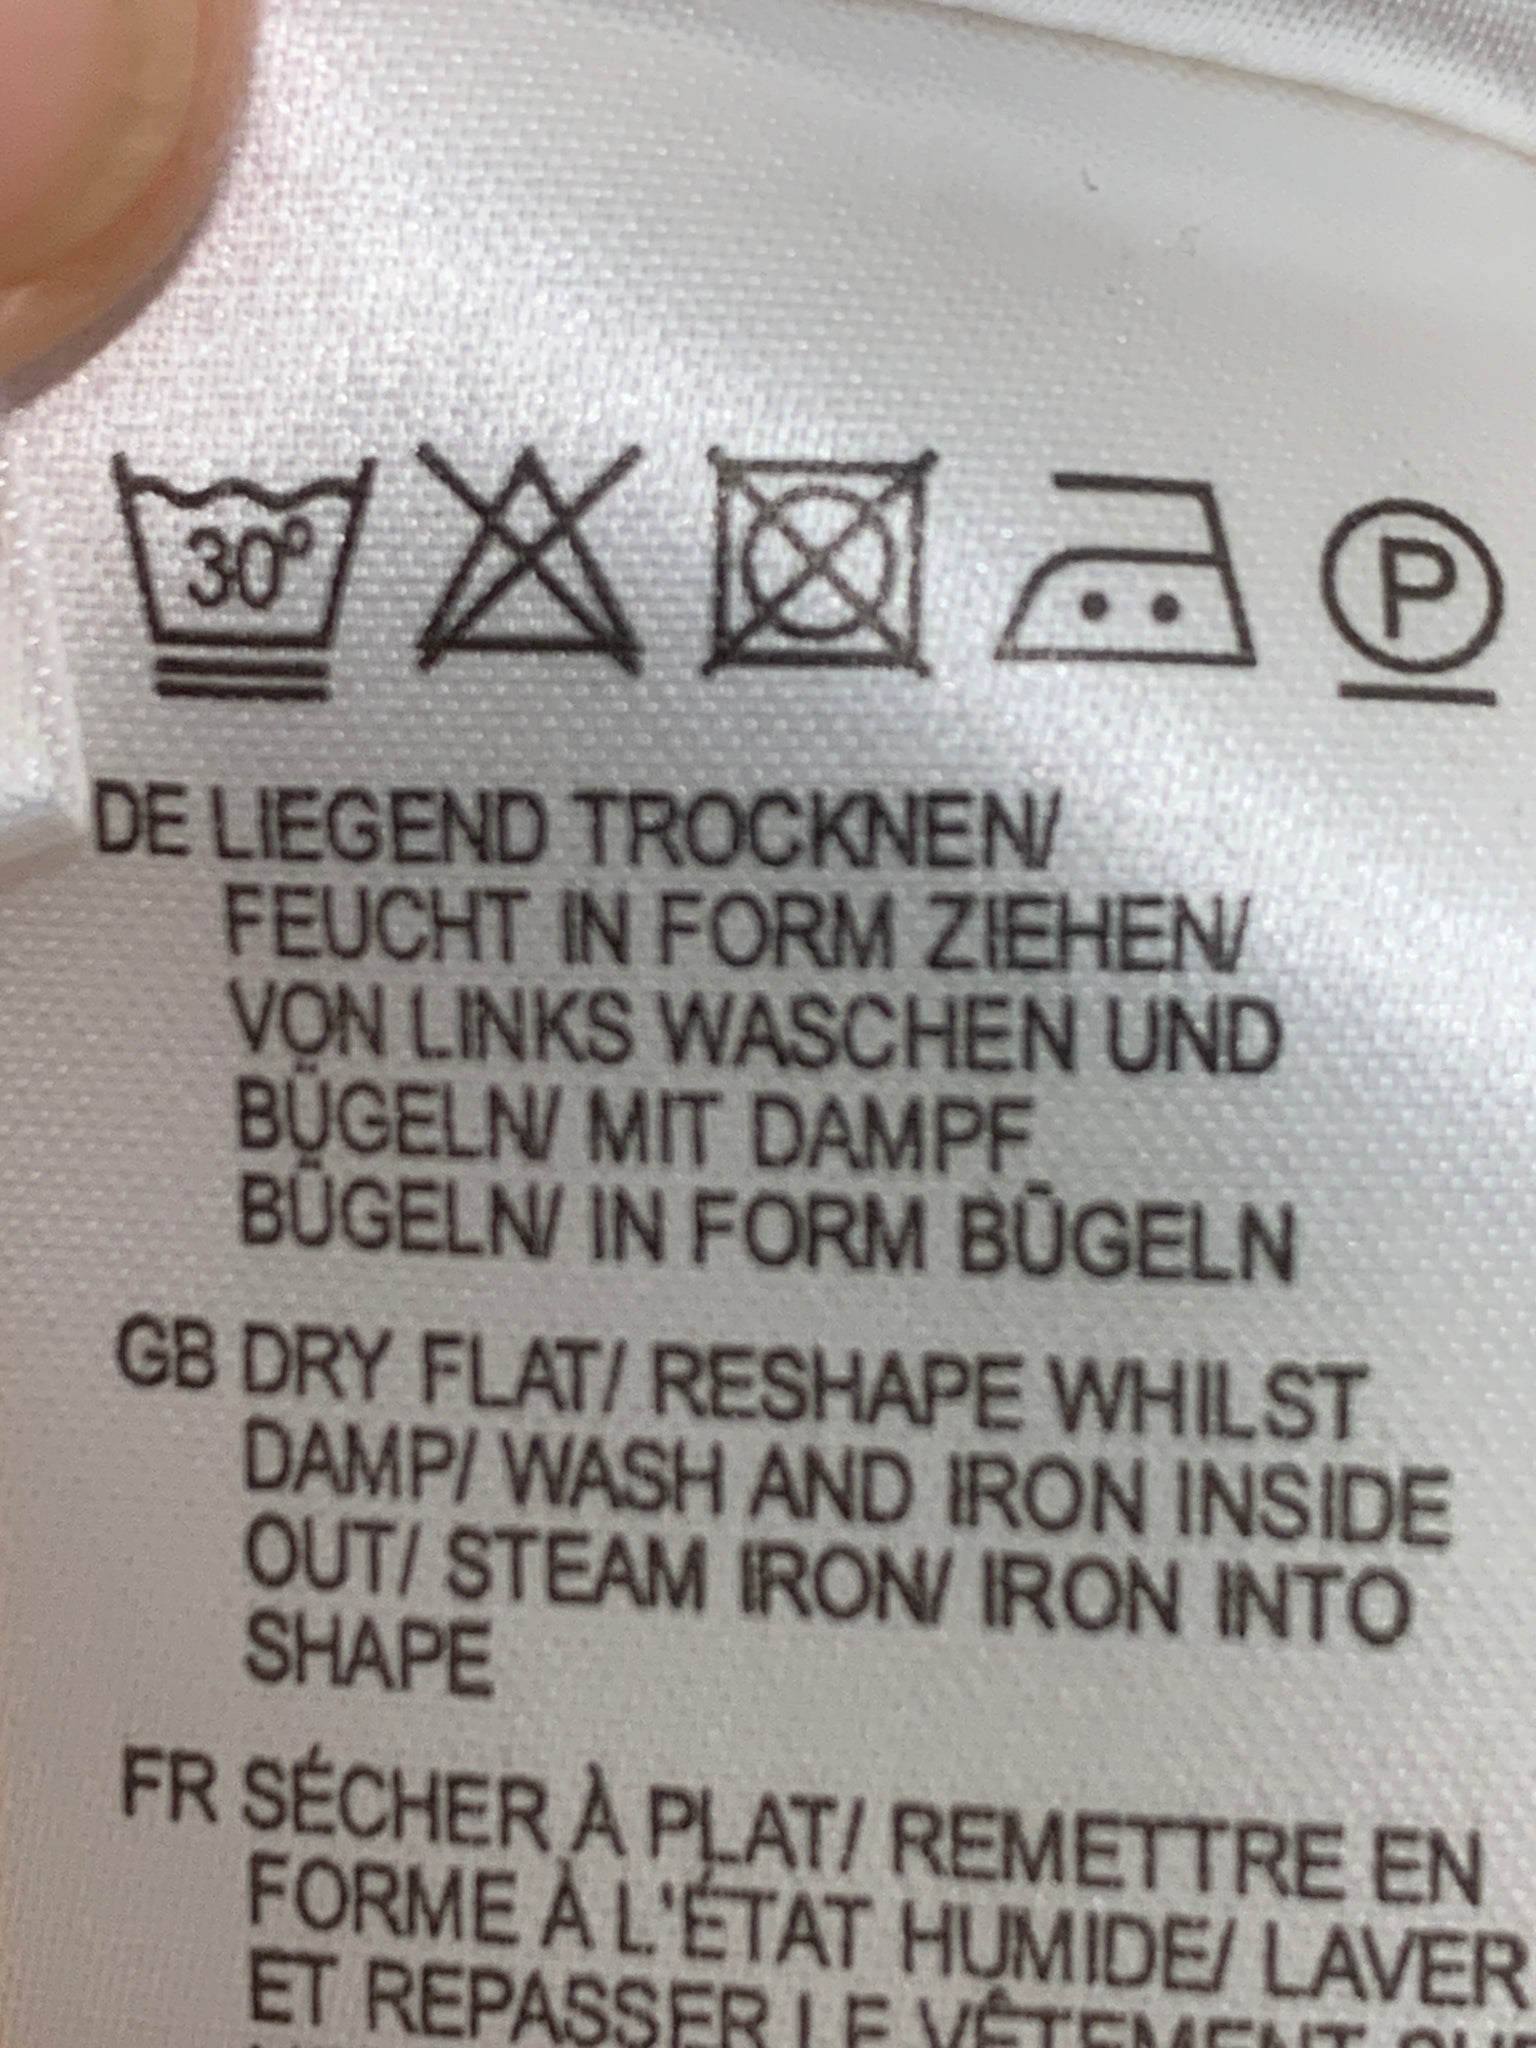 30°
P
DE LIEGEND TROCKNEN/
FEUCHT IN FORM ZIEHEN/
VON LINKS WASCHEN UND
BÜGELN/ MIT DAMPF
BÜGELN/ IN FORM BÜGELN
GB DRY FLAT/ RESHAPE WHILST
DAMP/ WASH AND IRON INSIDE
OUT/ STEAM IRON/ IRON INTO
SHAPE
FR SÉCHER À PLAT/ REMETTRE EN
FORME À L'ÉTAT HUMIDE/ LAVER
ET REPASSER LE VÊTEMENT